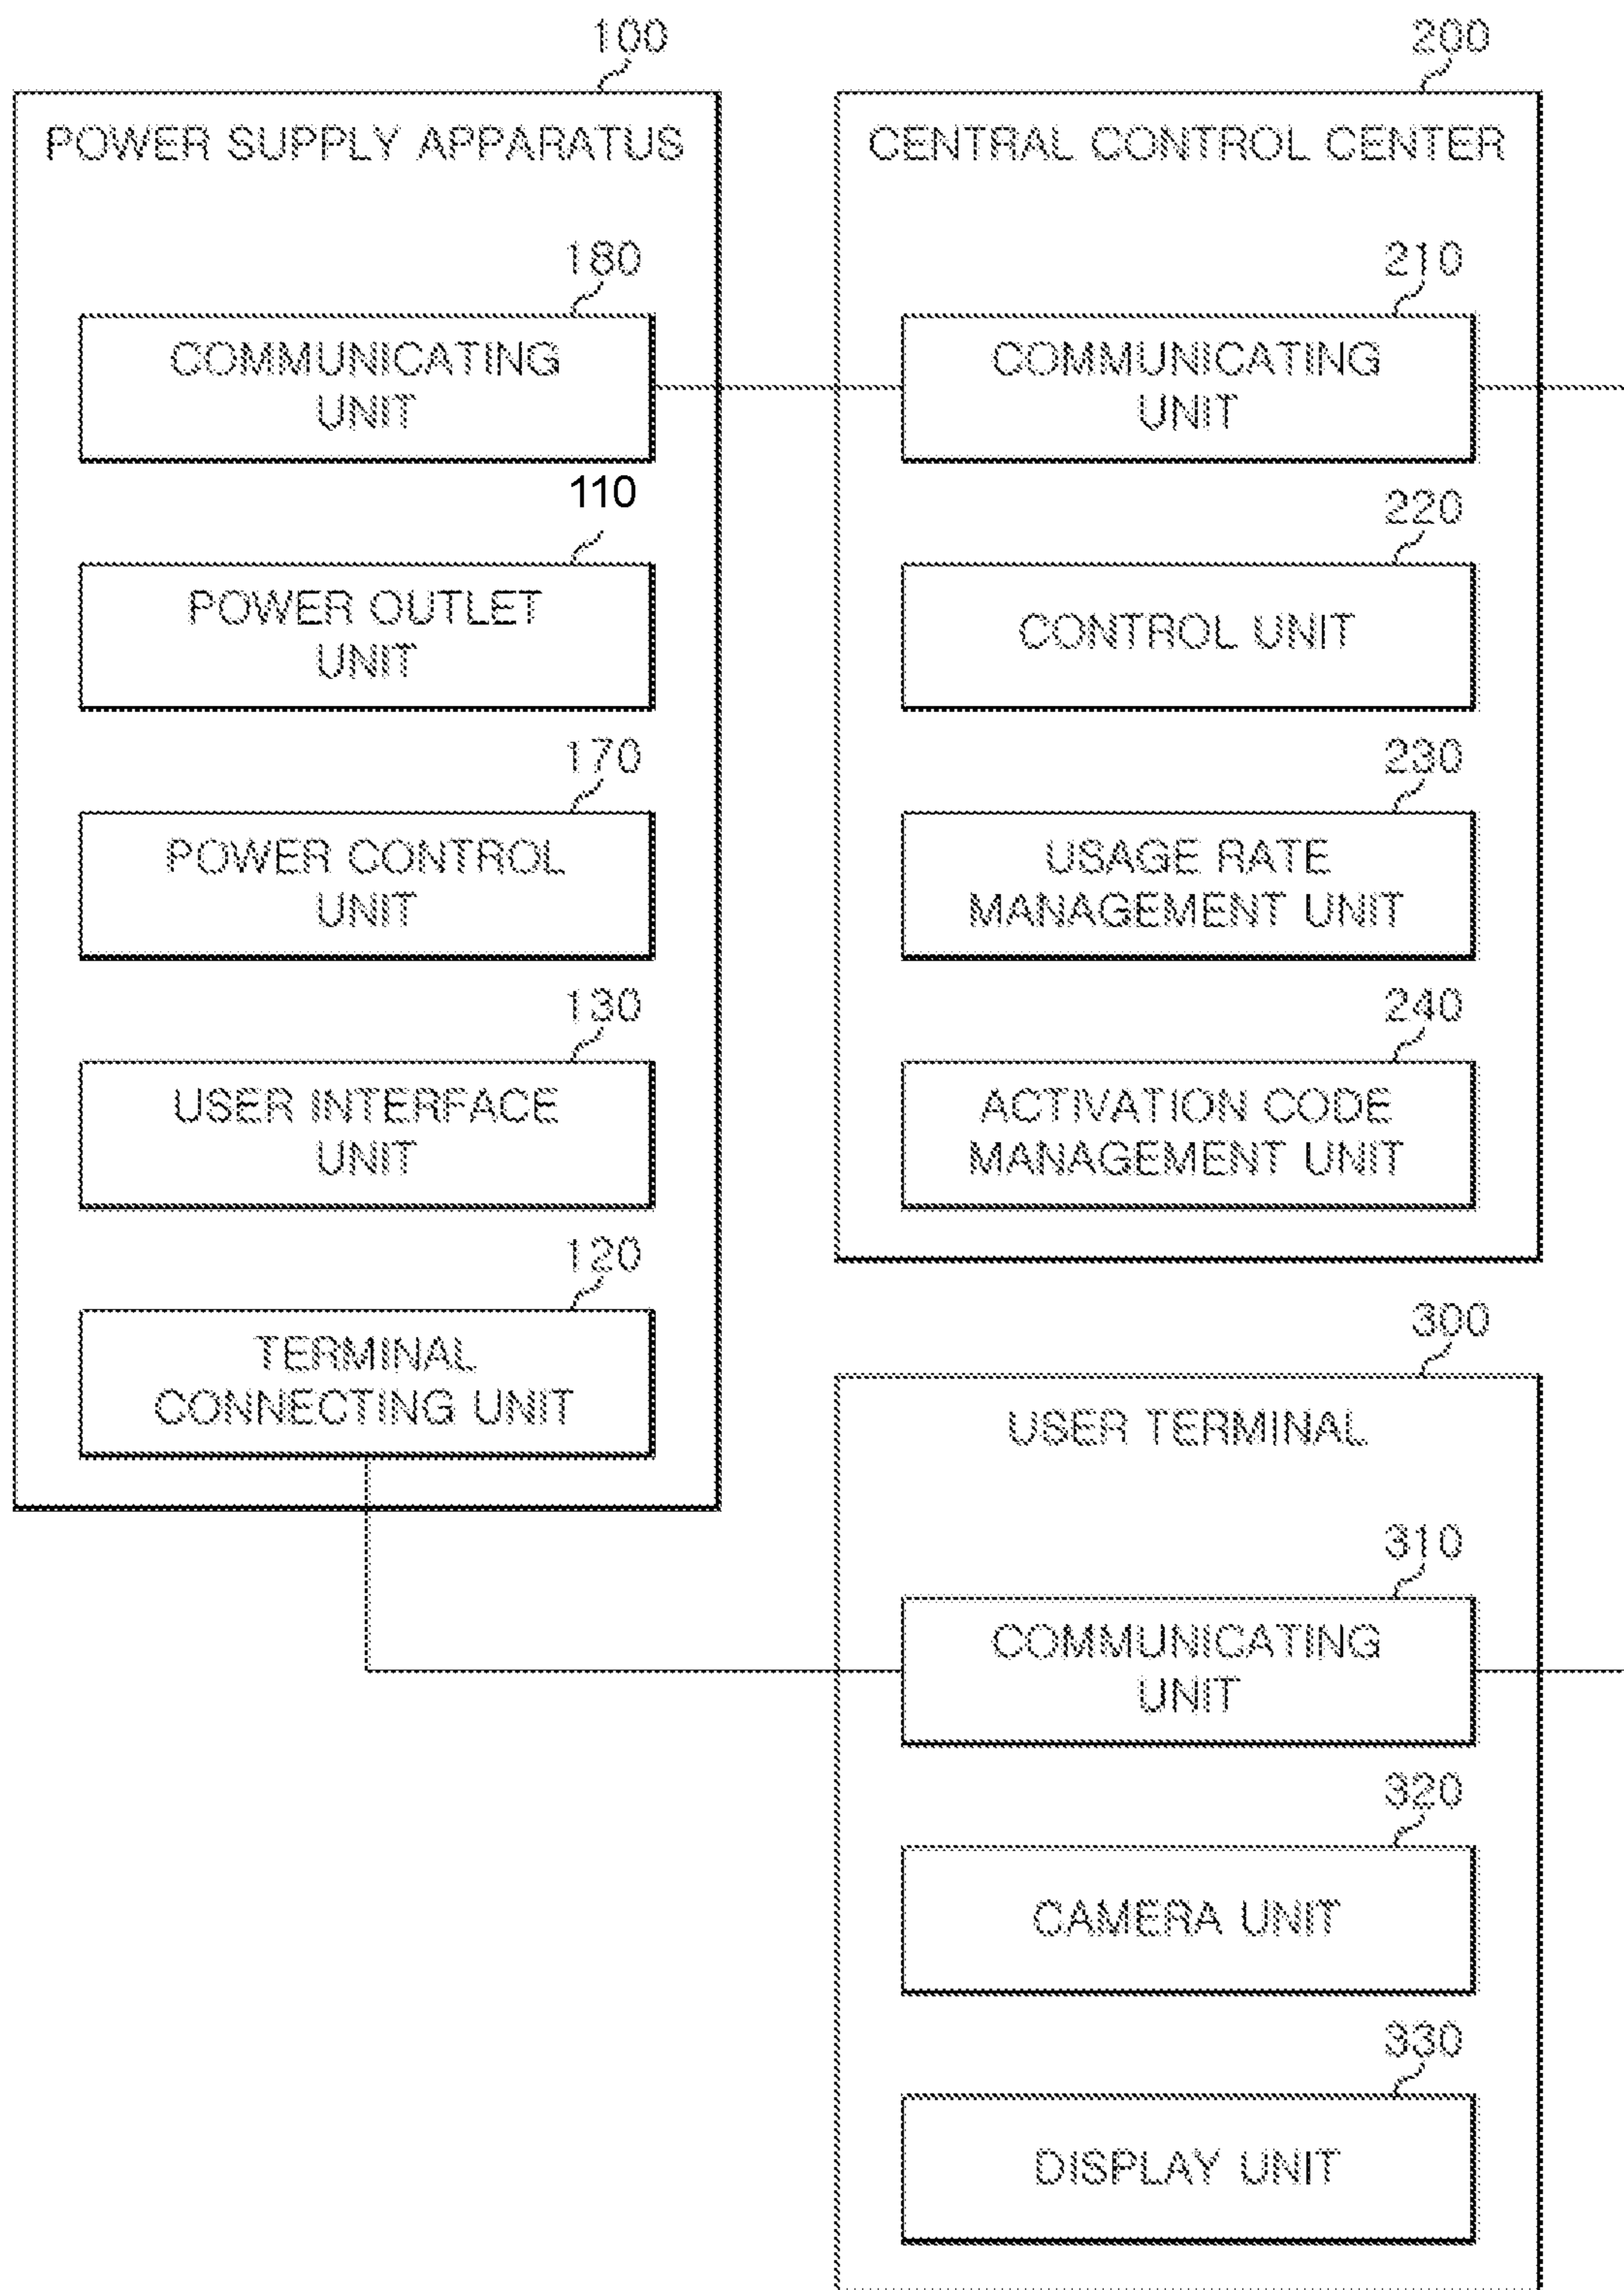 100
POWER SUPPLY APPARATUS
180
COMMUNICATING
UNIT
110
POWER OUTLET
UNIT
170
POWER CONTROL
UNIT
130
USER INTERFACE
UNIT
120
TERMINAL
CONNECTING UNIT
200
CENTRAL CONTROL CENTER
210
COMMUNICATING
UNIT
220
CONTROL UNIT
230
USAGE RATE
MANAGEMENT UNIT
240
ACTIVATION CODE
MANAGEMENT UNIT
300
USER TERMINAL
310
COMMUNICATING
UNIT
320
CAMERA UNIT
330
DISPLAY UNIT